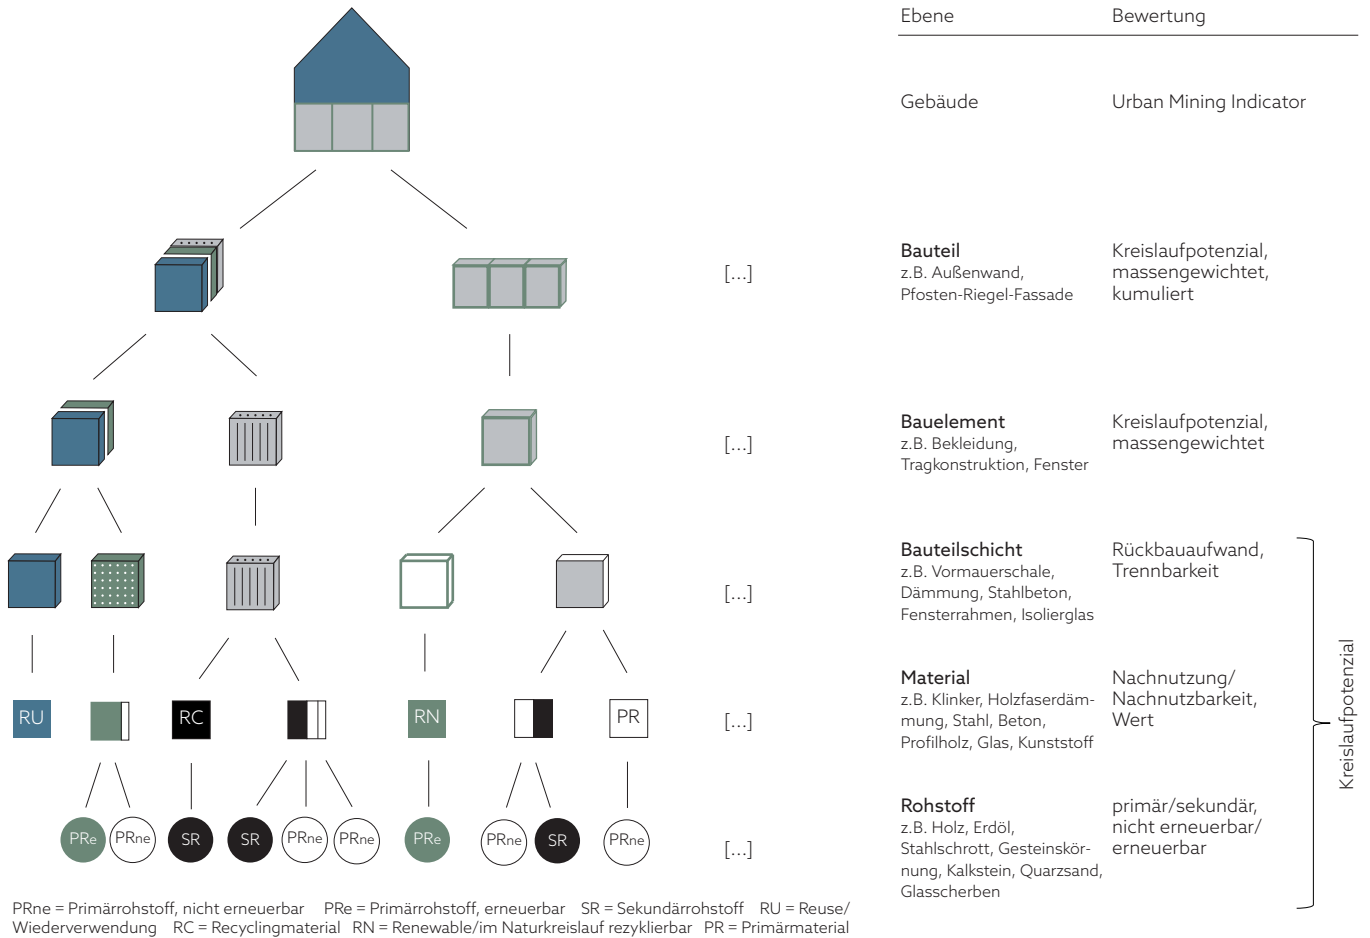 Ebene Bewertung
Gebäude Urban Mining Indicator
[...]
Bauteil
z.B. Außenwand,
Pfosten-Riegel-Fassade
Kreislaufpotenzial,
massengewichtet,
kumuliert
[...]
Bauelement
z.B. Bekleidung,
Tragkonstruktion, Fenster
Kreislaufpotenzial,
massengewichtet
[...]
Bauteilschicht
z.B. Vormauerschale,
Dämmung, Stahlbeton,
Fensterrahmen, Isolierglas
Rückbauaufwand,
Trennbarkeit
RU RC RN PR [...]
Material
z.B. Klinker, Holzfaserdäm-
mung, Stahl, Beton,
Profilholz, Glas, Kunststoff
Nachnutzung/
Nachnutzbarkeit,
Wert
PRe PRne SR SR PRne PRne PRe PRne SR PRne [...]
Rohstoff
z.B. Holz, Erdöl,
Stahlschrott, Gesteinskör-
nung, Kalkstein, Quarzsand,
Glasscherben
primär/sekundär,
nicht erneuerbar/
erneuerbar
Kreislaufpotenzial
PRne = Primärrohstoff, nicht erneuerbar PRe = Primärrohstoff, erneuerbar SR = Sekundärrohstoff RU = Reuse/
Wiederverwendung RC = Recyclingmaterial RN = Renewable/im Naturkreislauf rezyklierbar PR = Primärmaterial